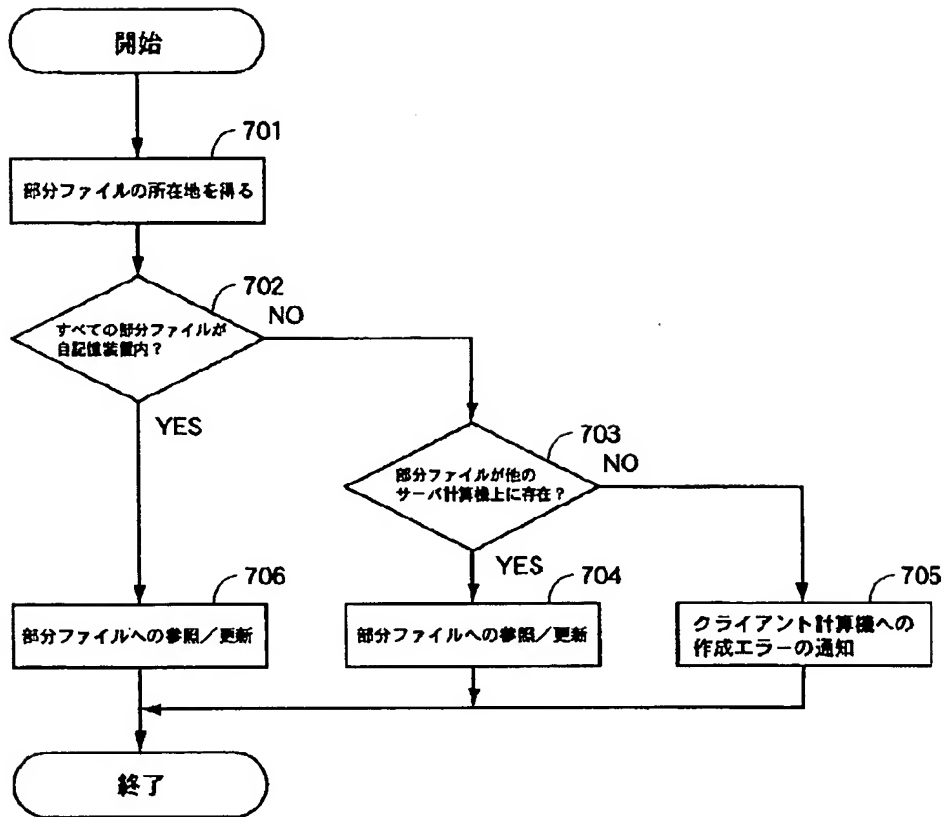 開始
701
部分ファイルの所在地を得る
702
すべての部分ファイルが
自記憶装置内?
NO
YES
703
部分ファイルが他の
サーバ計算機上に存在?
NO
YES
706
部分ファイルへの参照/更新
704
部分ファイルへの参照/更新
705
クライアント計算機への
作成エラーの通知
終了